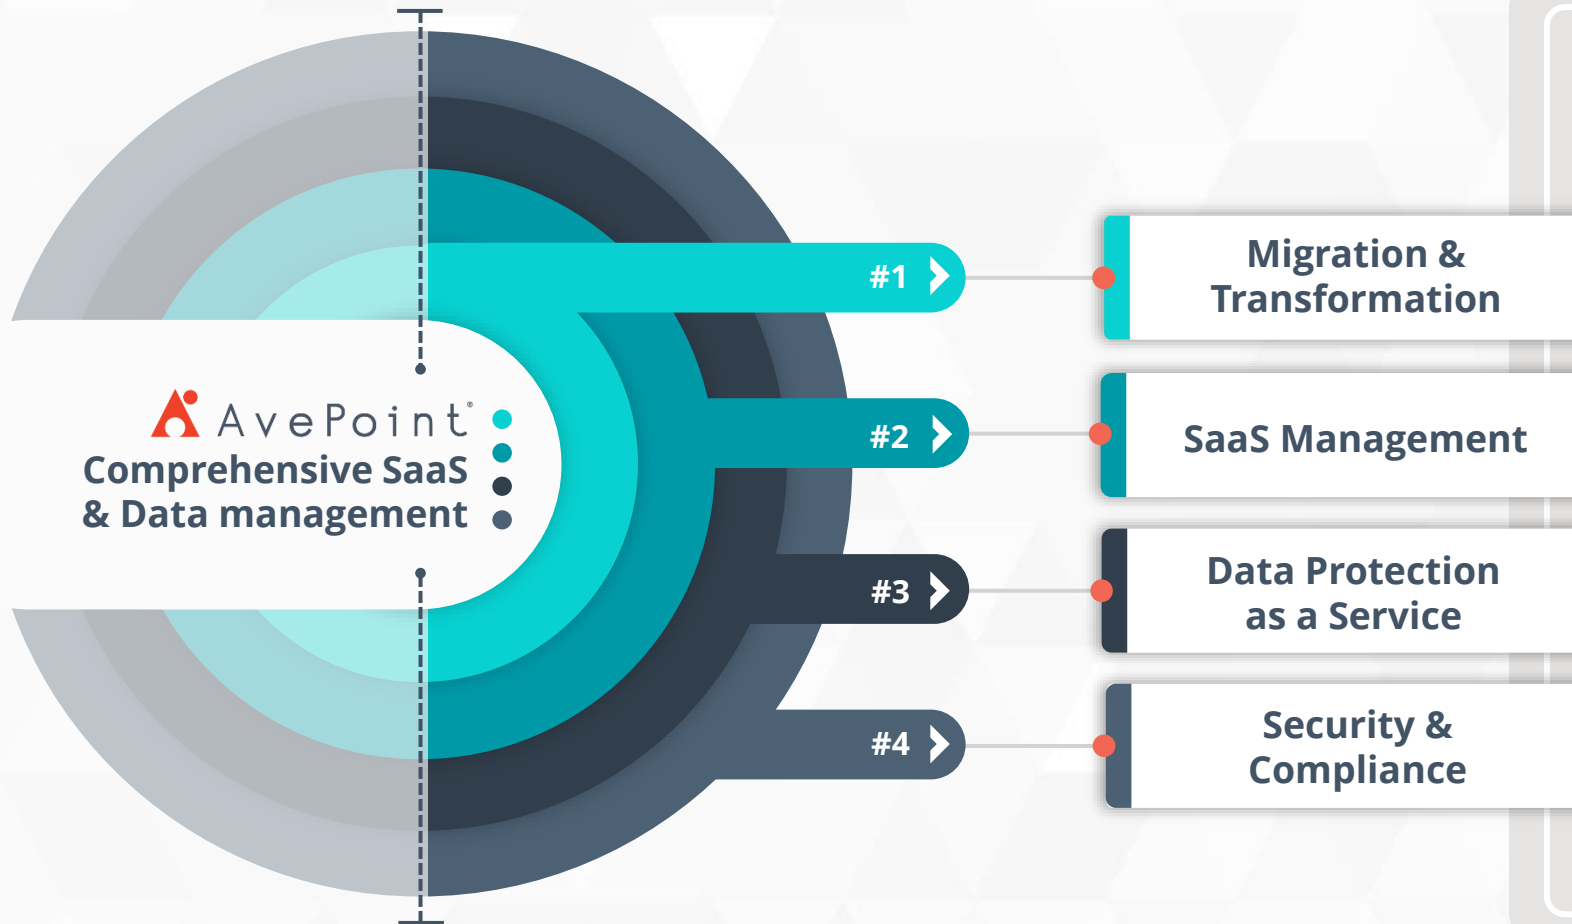 AvePoint®
Comprehensive SaaS
& Data management
#1
Migration &
Transformation
#2
SaaS Management
#3
Data Protection
as a Service
#4
Security &
Compliance